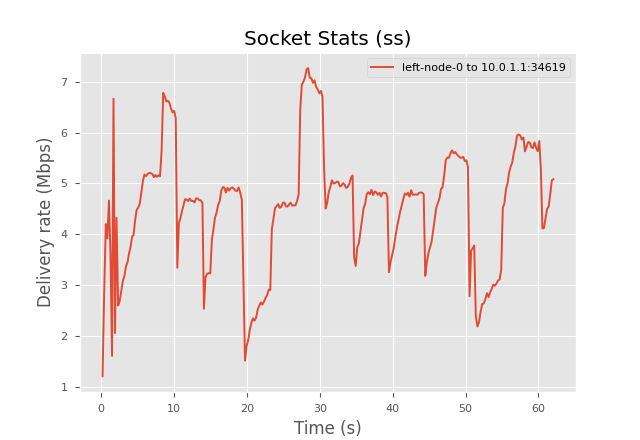 Socket Stats (ss)
left-node-0 to 10.0.1.1:34619
Delivery rate (Mbps)
7
6
5
4
3
2
1
0 10 20 30 40 50 60
Time (s)